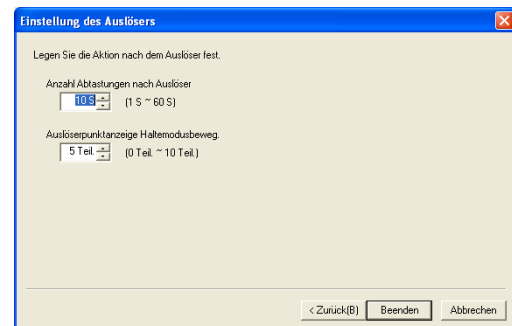 Einstellung des Auslösers
Legen Sie die Aktion nach dem Auslöser fest.
Anzahl Abtastungen nach Auslöser
10 S (1 S ~ 60 S)
Auslöserpunktanzeige Haltemodusbeweg.
5 Teil. (0 Teil. ~ 10 Teil.)
< Zurück(B) Beenden Abbrechen